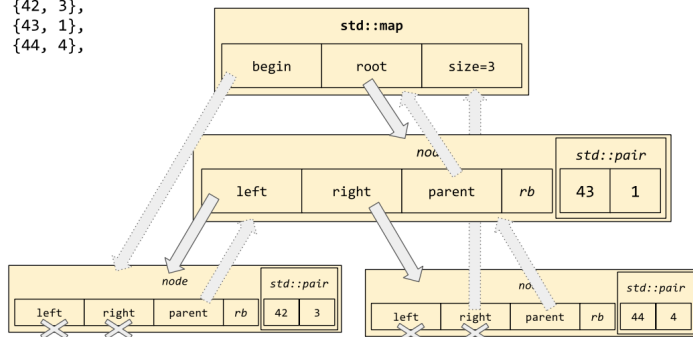 {42, 3},
{43, 1},
{44, 4},
std::map
begin root size=3
node std::pair
left right parent rb 43 1
node std::pair
left right parent rb 42 3
std::pair
left right parent rb 44 4